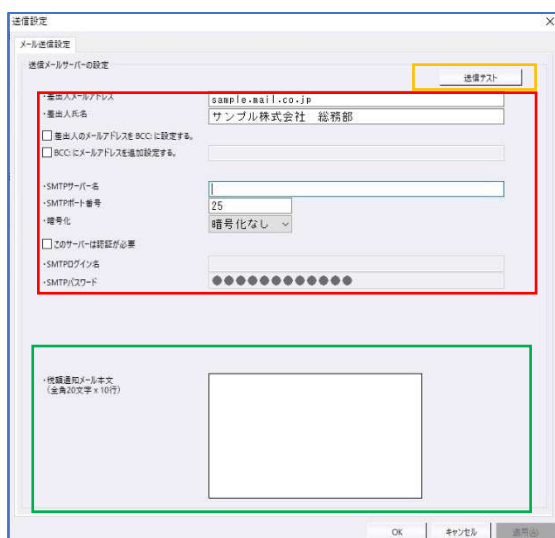 送信設定
メール送信設定
送信メールサーバーの設定
送信テスト
・差出人メールアドレス sample.mail.co.jp
・差出人氏名 サンプル株式会社 総務部
差出人のメールアドレスをBCC:に設定する。
BCC:にメールアドレスを追加設定する。
・SMTPサーバー名
・SMTPポート番号 25
・暗号化 暗号化なし
このサーバーは認証が必要
・SMTPログイン名
・SMTPパスワード ●●●●●●●●●●●●
・税額通知メール本文
(全角20文字 x 10行)
OK キャンセル 適用(A)